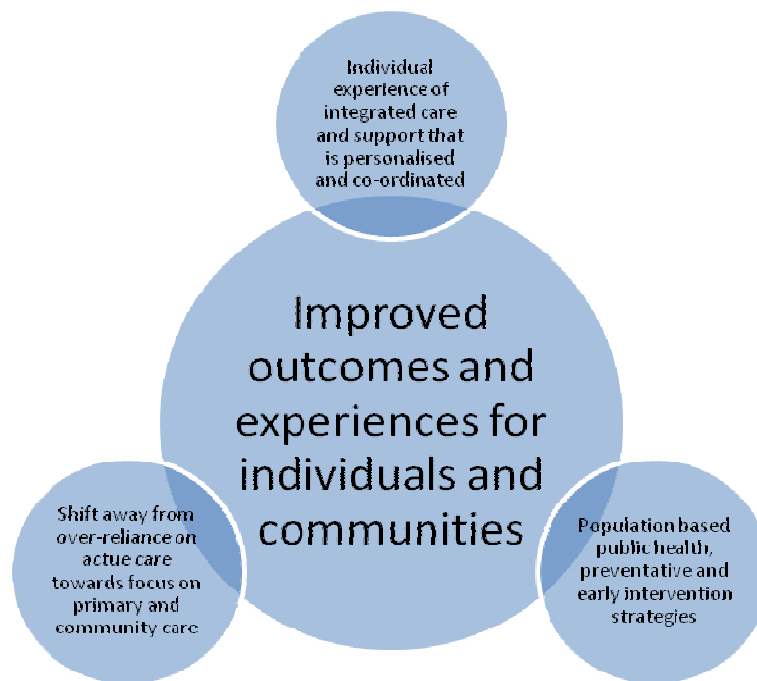 Individual
experience of
integrated care
and support that
is personalised
and co-ordinated
Improved
outcomes and
experiences for
individuals and
communities
Shift away from
over-reliance on
actue care
towards focus on
primary and
community care
Population based
public health,
preventative and
early intervention
strategies